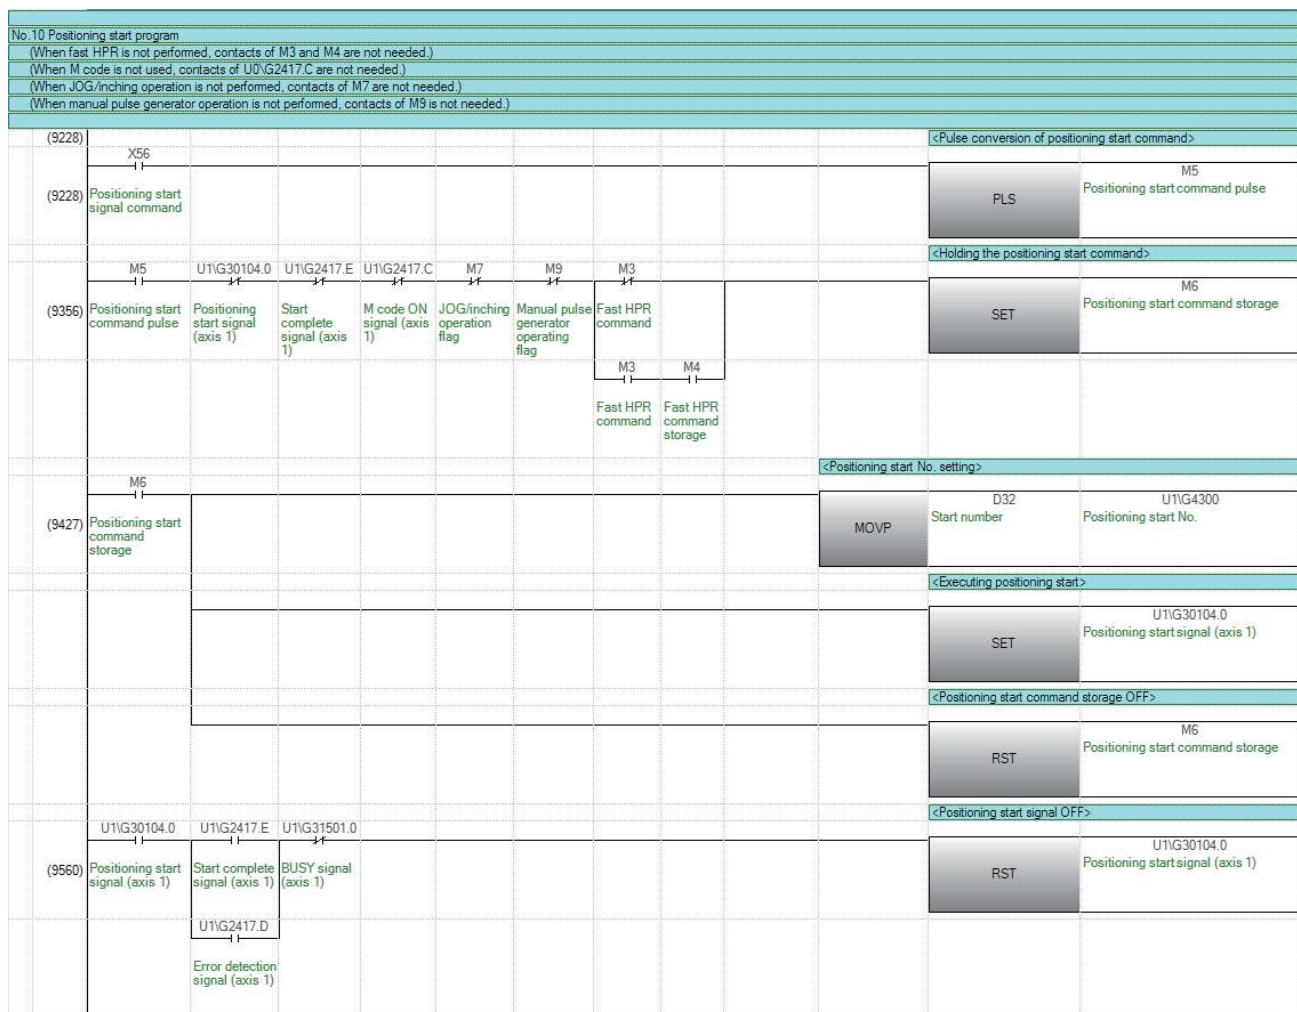 No.10 Positioning start program
(When fast HPR is not performed, contacts of M3 and M4 are not needed.)
(When M code is not used, contacts of U0\G2417.C are not needed.)
(When JOG/inching operation is not performed, contacts of M7 are not needed.)
(When manual pulse generator operation is not performed, contacts of M9 is not needed.)
(9228)
<Pulse conversion of positioning start command>
X56
M5
(9228)
Positioning start
signal command
PLS
Positioning start command pulse
<Holding the positioning start command>
M5
U1\G30104.0
U1\G2417.E
U1\G2417.C
M7
M9
M3
M6
(9356)
Positioning start
command pulse
Positioning
start signal
(axis 1)
Start
complete
signal (axis
1)
M code ON
signal (axis
1)
JOG/inching
operation
flag
Manual pulse
generator
operating
flag
Fast HPR
command
SET
Positioning start command storage
M3
M4
Fast HPR
command
Fast HPR
command
storage
<Positioning start No. setting>
M6
(9427)
Positioning start
command
storage
MOVP
D32
Start number
U1\G4300
Positioning start No.
<Executing positioning start>
SET
U1\G30104.0
Positioning start signal (axis 1)
<Positioning start command storage OFF>
RST
M6
Positioning start command storage
<Positioning start signal OFF>
U1\G30104.0
U1\G2417.E
U1\G31501.0
(9560)
Positioning start
signal (axis 1)
Start complete
signal (axis 1)
BUSY signal
(axis 1)
RST
U1\G30104.0
Positioning start signal (axis 1)
U1\G2417.D
Error detection
signal (axis 1)